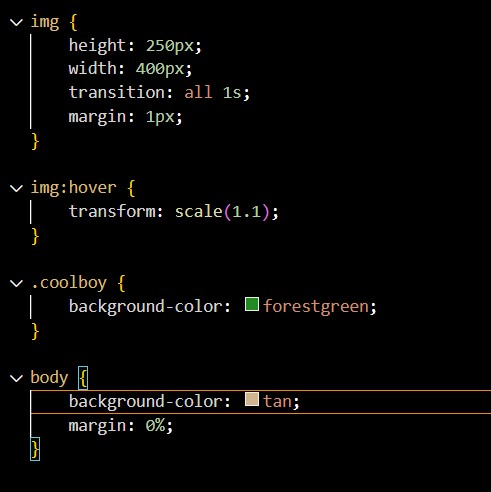 img {
height: 250px;
width: 400px;
transition: all 1s;
margin: 1px;
}
img:hover {
transform: scale(1.1);
}
.coolboy {
background-color: forestgreen;
}
body {
background-color: tan;
margin: 0%;
}